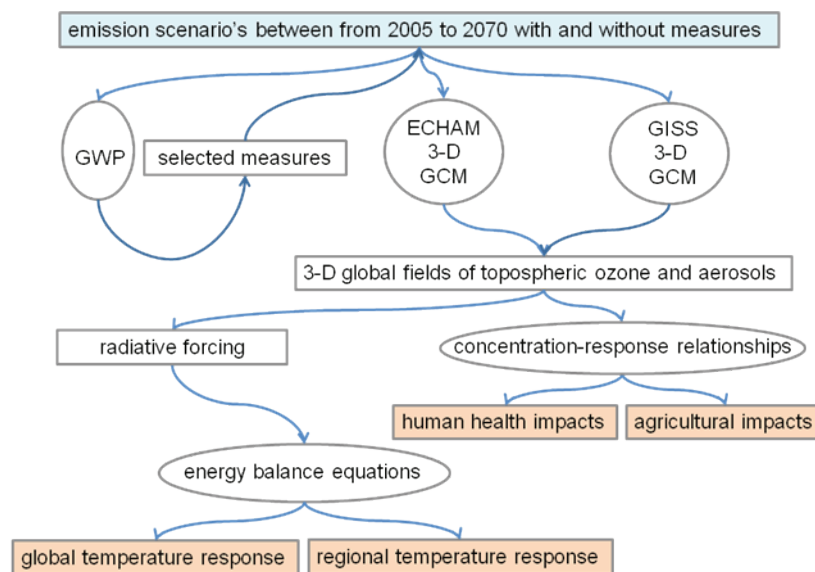 emission scenario's between from 2005 to 2070 with and without measures
GWP
selected measures
ECHAM
3-D
GCM
GISS
3-D
GCM
3-D global fields of topospheric ozone and aerosols
radiative forcing
concentration-response relationships
human health impacts
agricultural impacts
energy balance equations
global temperature response
regional temperature response